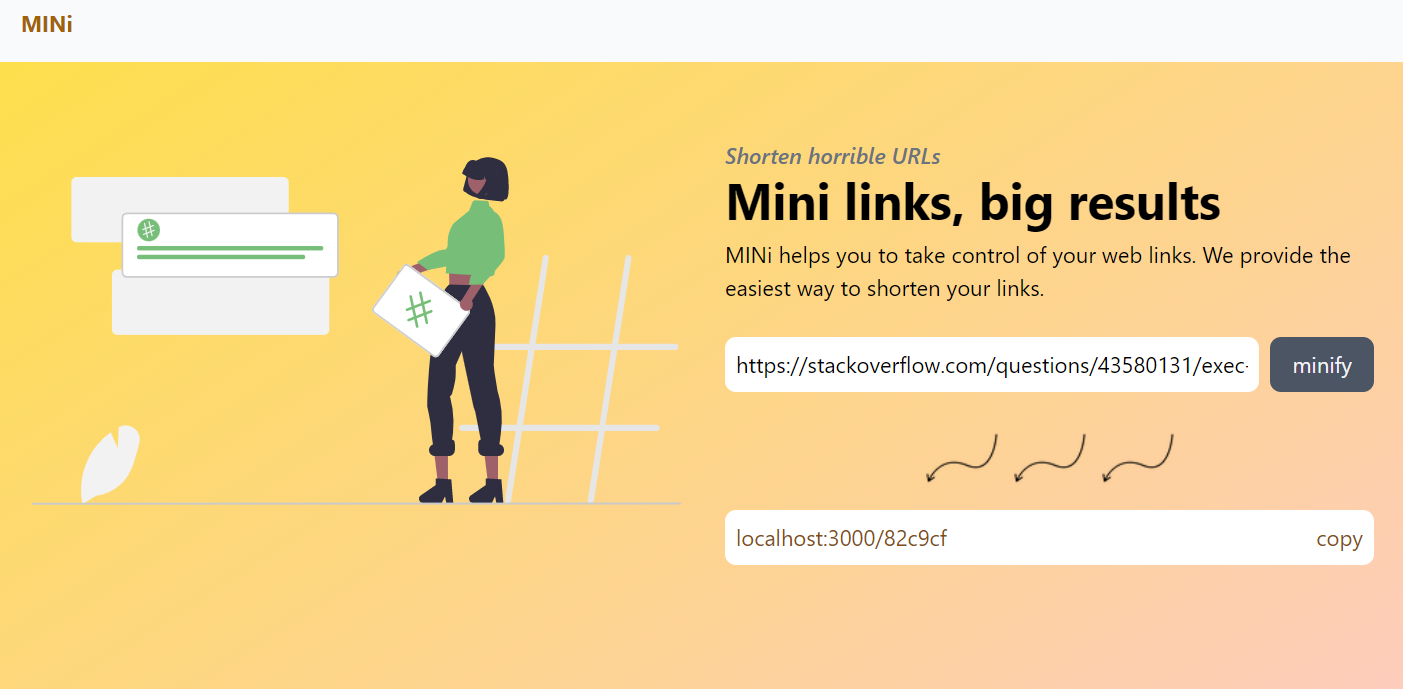 MINi
Shorten horrible URLs
Mini links, big results
MINi helps you to take control of your web links. We provide the
easiest way to shorten your links.
https://stackoverflow.com/questions/43580131/exec-
minify
localhost:3000/82c9cf
copy
#
#